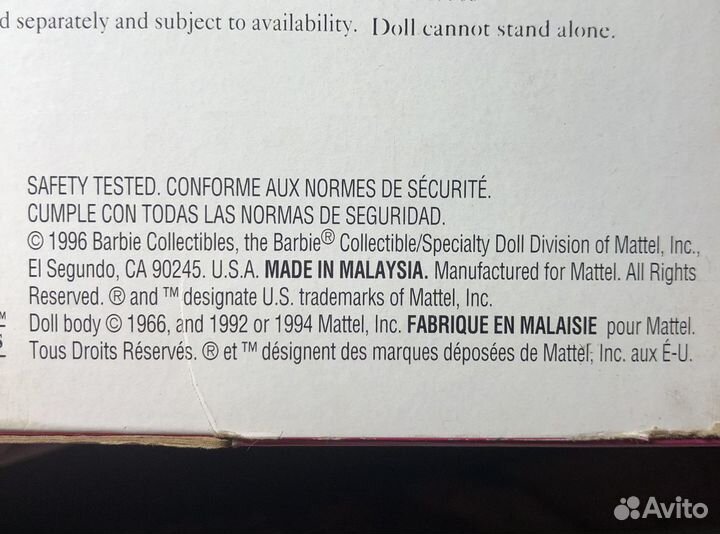 d separately and subject to availability. Doll cannot stand alone.
SAFETY TESTED. CONFORME AUX NORMES DE SÉCURITÉ.
CUMPLE CON TODAS LAS NORMAS DE SEGURIDAD.
© 1996 Barbie Collectibles, the Barbie® Collectible/Specialty Doll Division of Mattel, Inc.,
El Segundo, CA 90245. U.S.A. MADE IN MALAYSIA. Manufactured for Mattel. All Rights
Reserved. ® and ™ designate U.S. trademarks of Mattel, Inc.
™ Doll body © 1966, and 1992 or 1994 Mattel, Inc. FABRIQUE EN MALAISIE pour Mattel.
S Tous Droits Réservés. ® et ™ désignent des marques déposées de Mattel, Inc. aux É-U.
Avito